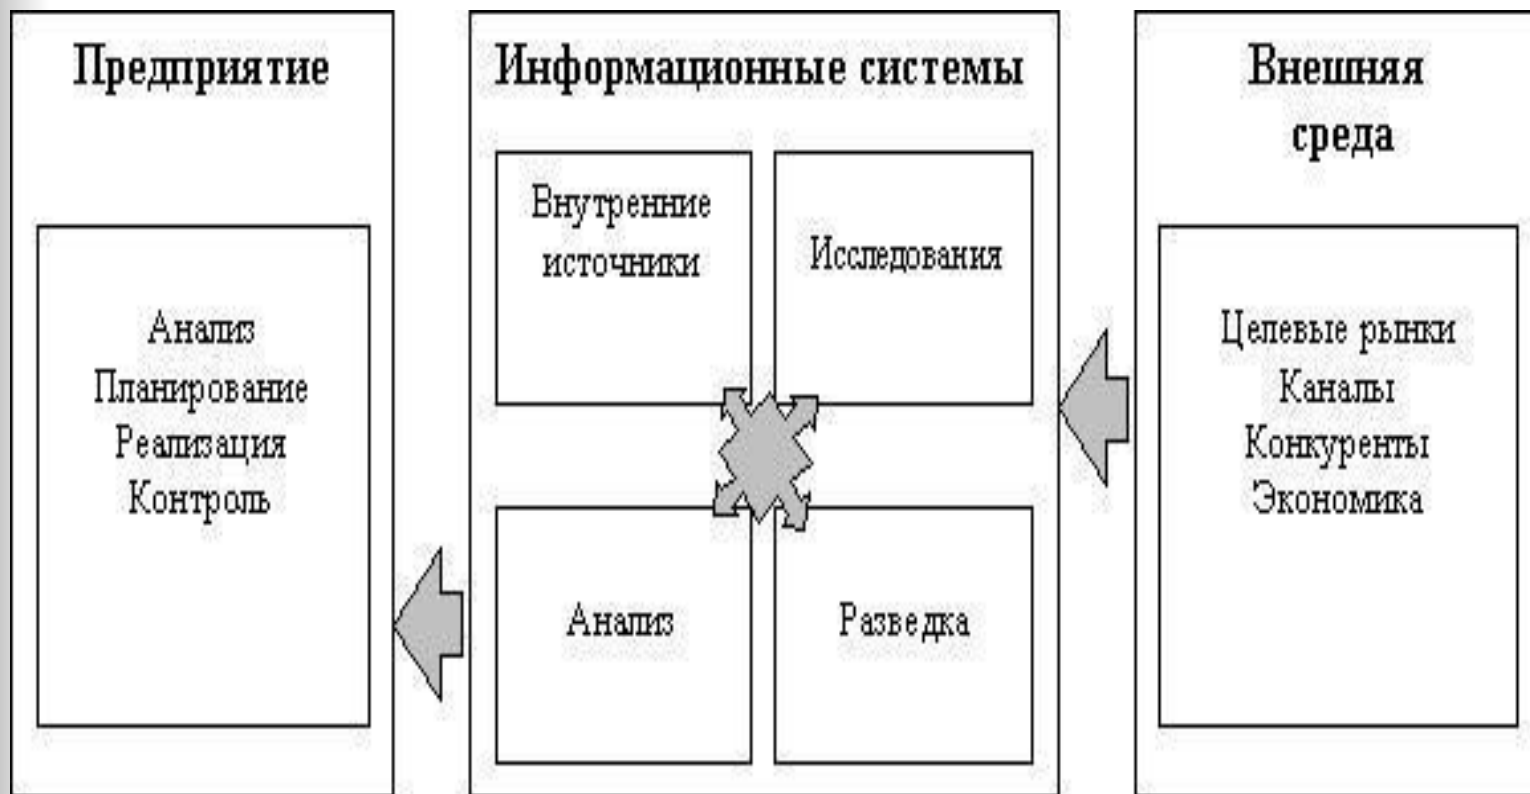 Предприятие
Анализ
Планирование
Реализация
Контроль
Информационные системы
Внутренние
источники
Исследования
Анализ
Разведка
Внешняя
среда
Целевые рынки
Каналы
Конкуренты
Экономика